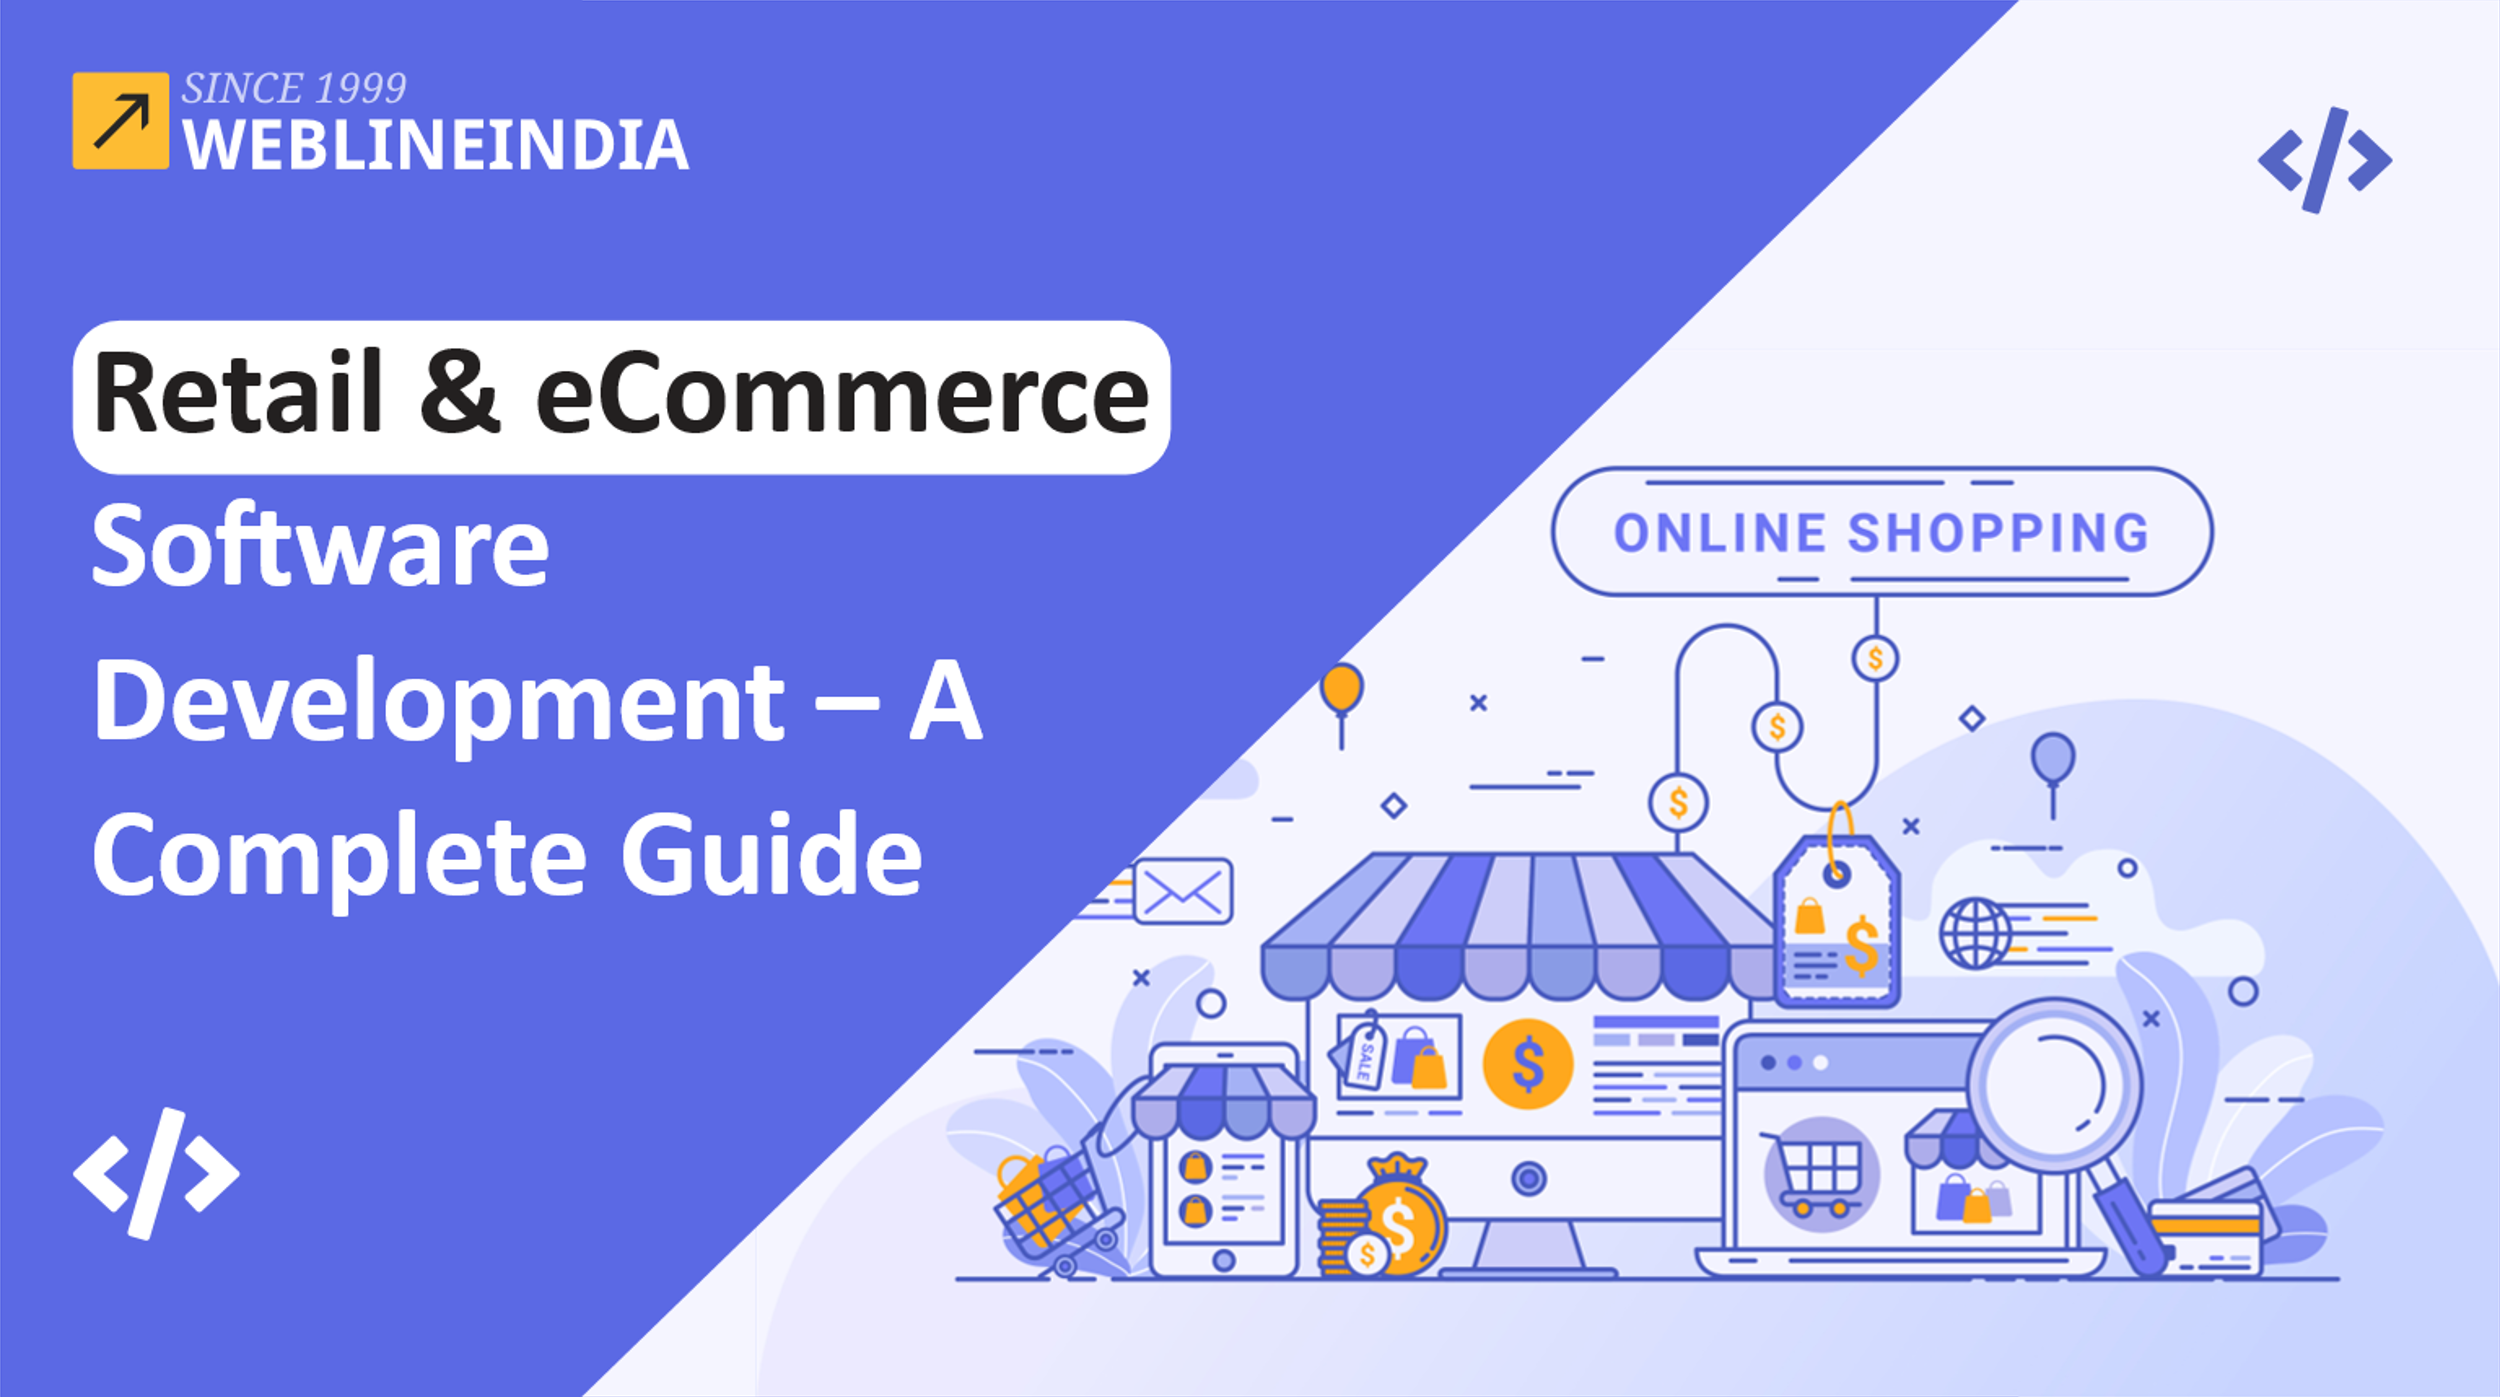 SINCE 1999
WEBLINEINDIA
</>
Retail & eCommerce
Software
Development – A
Complete Guide
</>
ONLINE SHOPPING
$
$
$
$
SALE
$
$
$